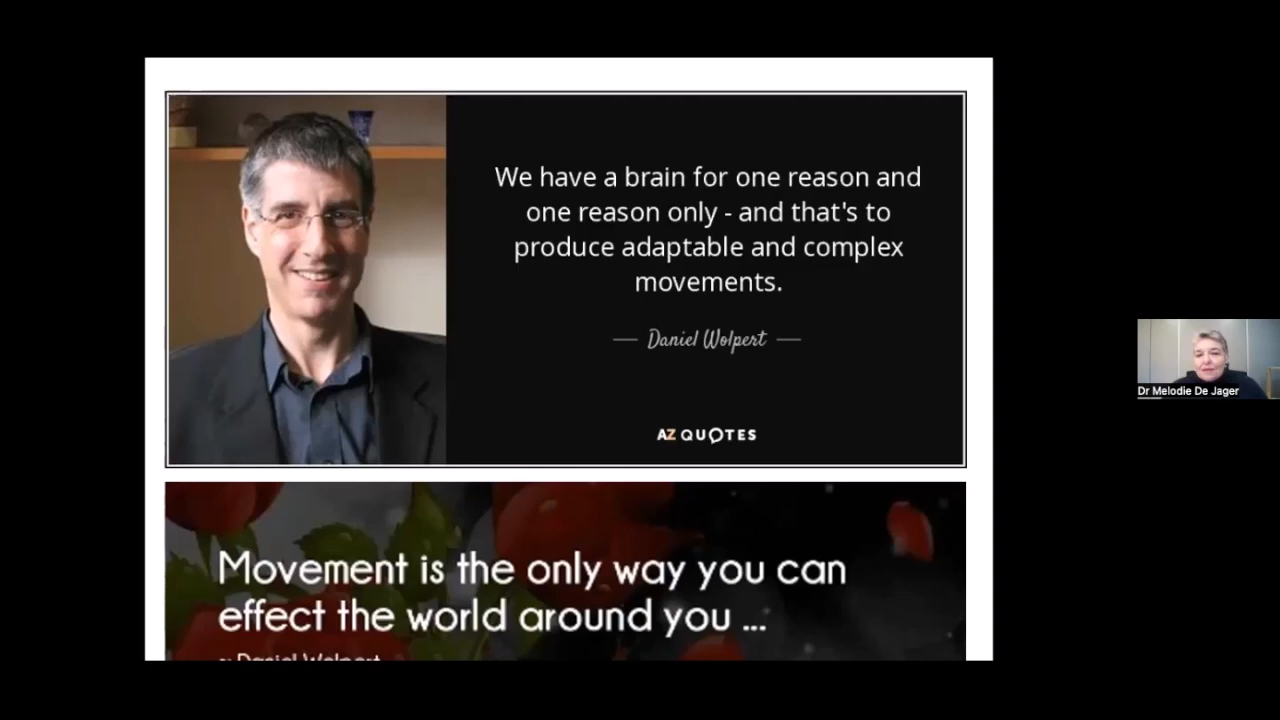 We have a brain for one reason and
one reason only - and that's to
produce adaptable and complex
movements.
— Daniel Wolpert —
AZ QUOTES
Movement is the only way you can
effect the world around you ...
~ Daniel Wolpert
Dr Melodie De Jager